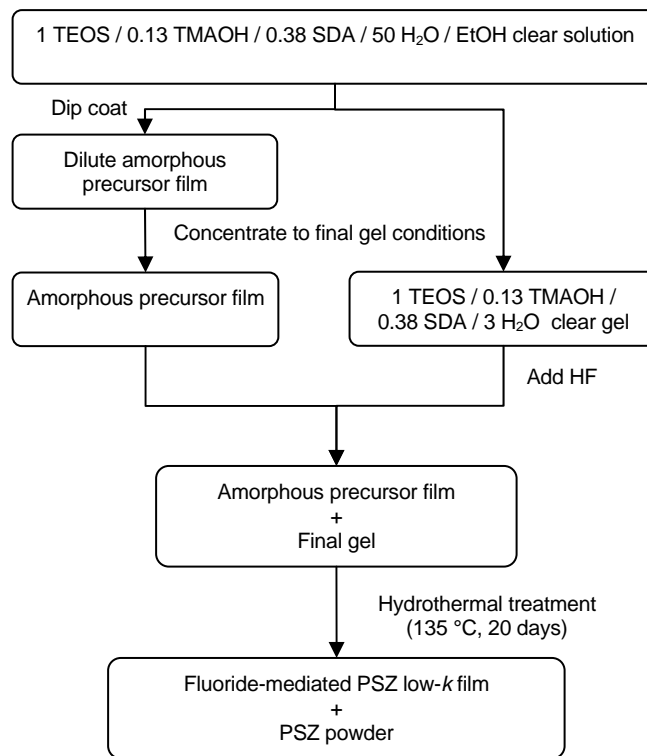 1 TEOS / 0.13 TMAOH / 0.38 SDA / 50 H₂O / EtOH clear solution
Dip coat
Dilute amorphous
precursor film
Concentrate to final gel conditions
Amorphous precursor film
1 TEOS / 0.13 TMAOH /
0.38 SDA / 3 H₂O clear gel
Add HF
Amorphous precursor film
+
Final gel
Hydrothermal treatment
(135 °C, 20 days)
Fluoride-mediated PSZ low-k film
+
PSZ powder